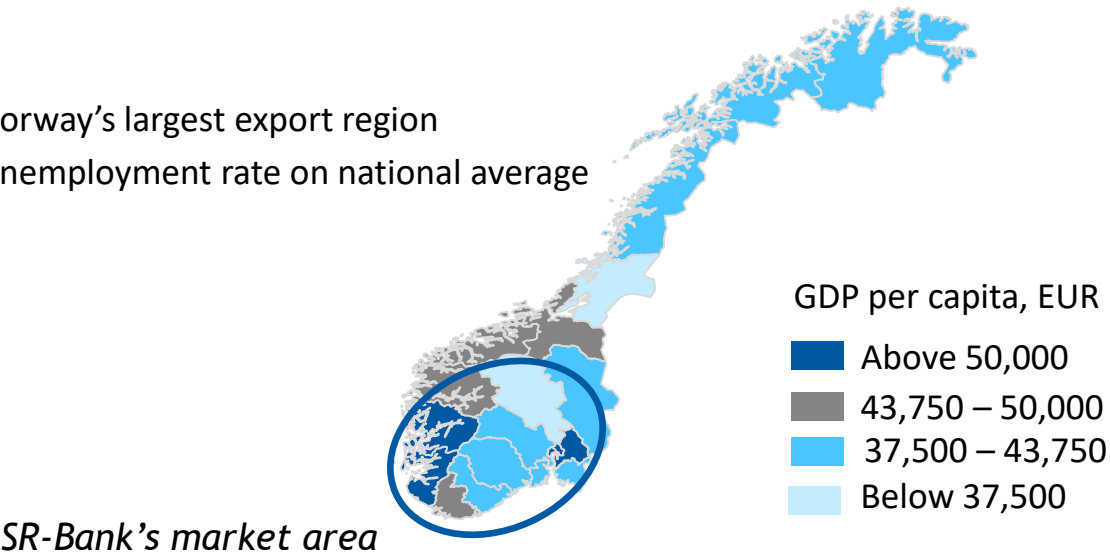 orway’s largest export region
nemployment rate on national average
GDP per capita, EUR
Above 50,000
43,750 – 50,000
37,500 – 43,750
Below 37,500
SR-Bank’s market area